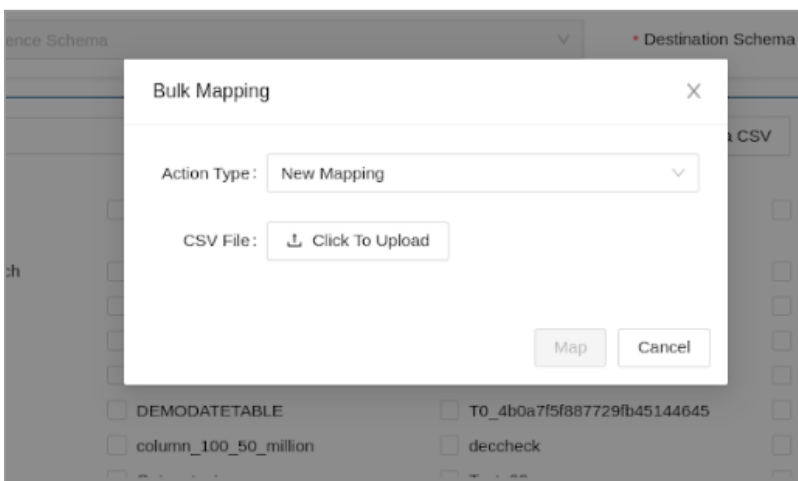 ence Schema
* Destination Schema
Bulk Mapping
CSV
Action Type: New Mapping
CSV File: Click To Upload
ch
Map Cancel
DEMODATETABLE T0_4b0a7f5f887729fb45144645
column_100_50_million deccheck